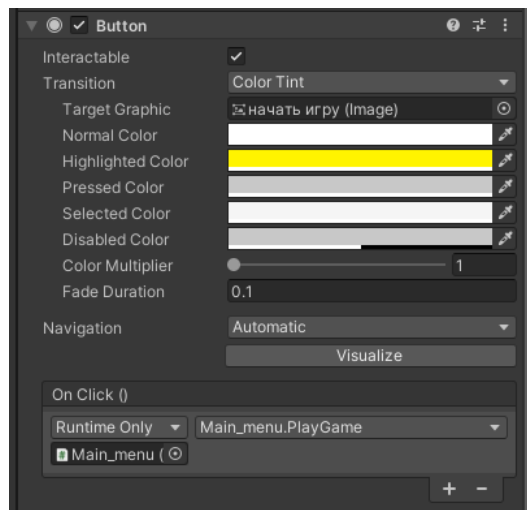 Button
Interactable
Transition Color Tint
Target Graphic начать игру (Image)
Normal Color
Highlighted Color
Pressed Color
Selected Color
Disabled Color
Color Multiplier 1
Fade Duration 0.1
Navigation Automatic
Visualize
On Click ()
Runtime Only Main_menu.PlayGame
Main_menu (
+ -